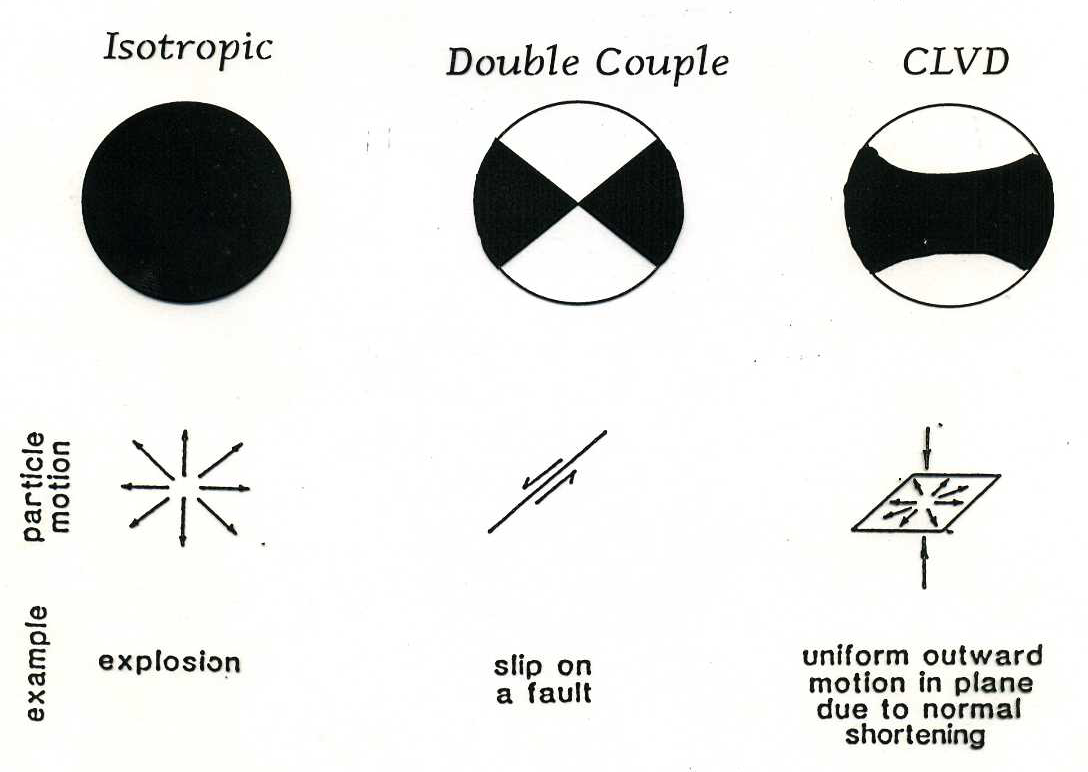 Isotropic
Double Couple
CLVD
particle
motion
example
explosion
slip on
a fault
uniform outward
motion in plane
due to normal
shortening